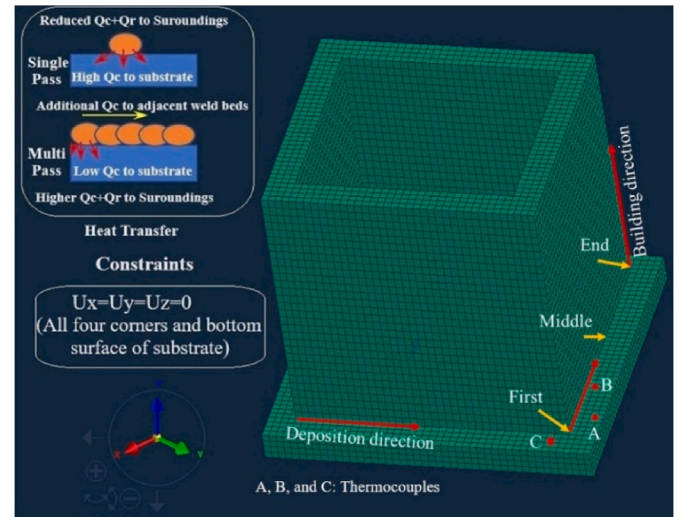 Reduced Qc+Qr to Suroundings
Single
Pass
High Qc to substrate
Additional Qc to adjacent weld beds
Multi
Pass
Low Qc to substrate
Higher Qc+Qr to Suroundings
Heat Transfer
Constraints
Ux=Uy=Uz=0
(All four corners and bottom
surface of substrate)
Building direction
End
Middle
First
B
A
C
Deposition direction
X
Y
A, B, and C: Thermocouples